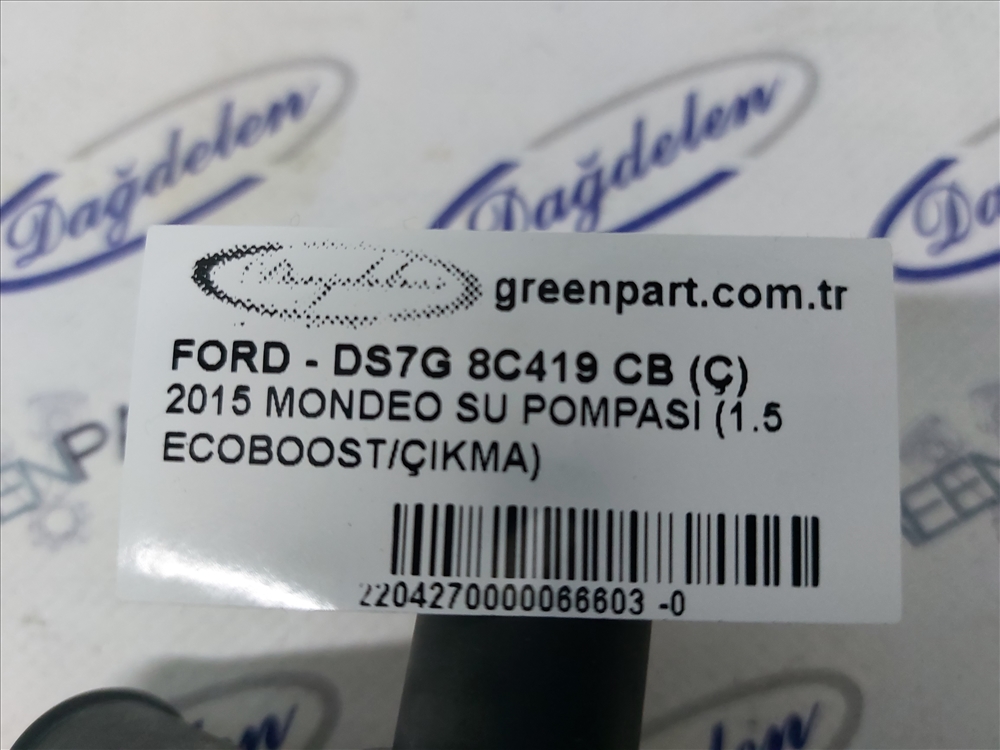 Dağdelen
Dağdelen
greenpart.com.tr
FORD - DS7G 8C419 CB (Ç)
2015 MONDEO SU POMPASI (1.5
ECOBOOST/ÇIKMA)
2204270000066603 -0